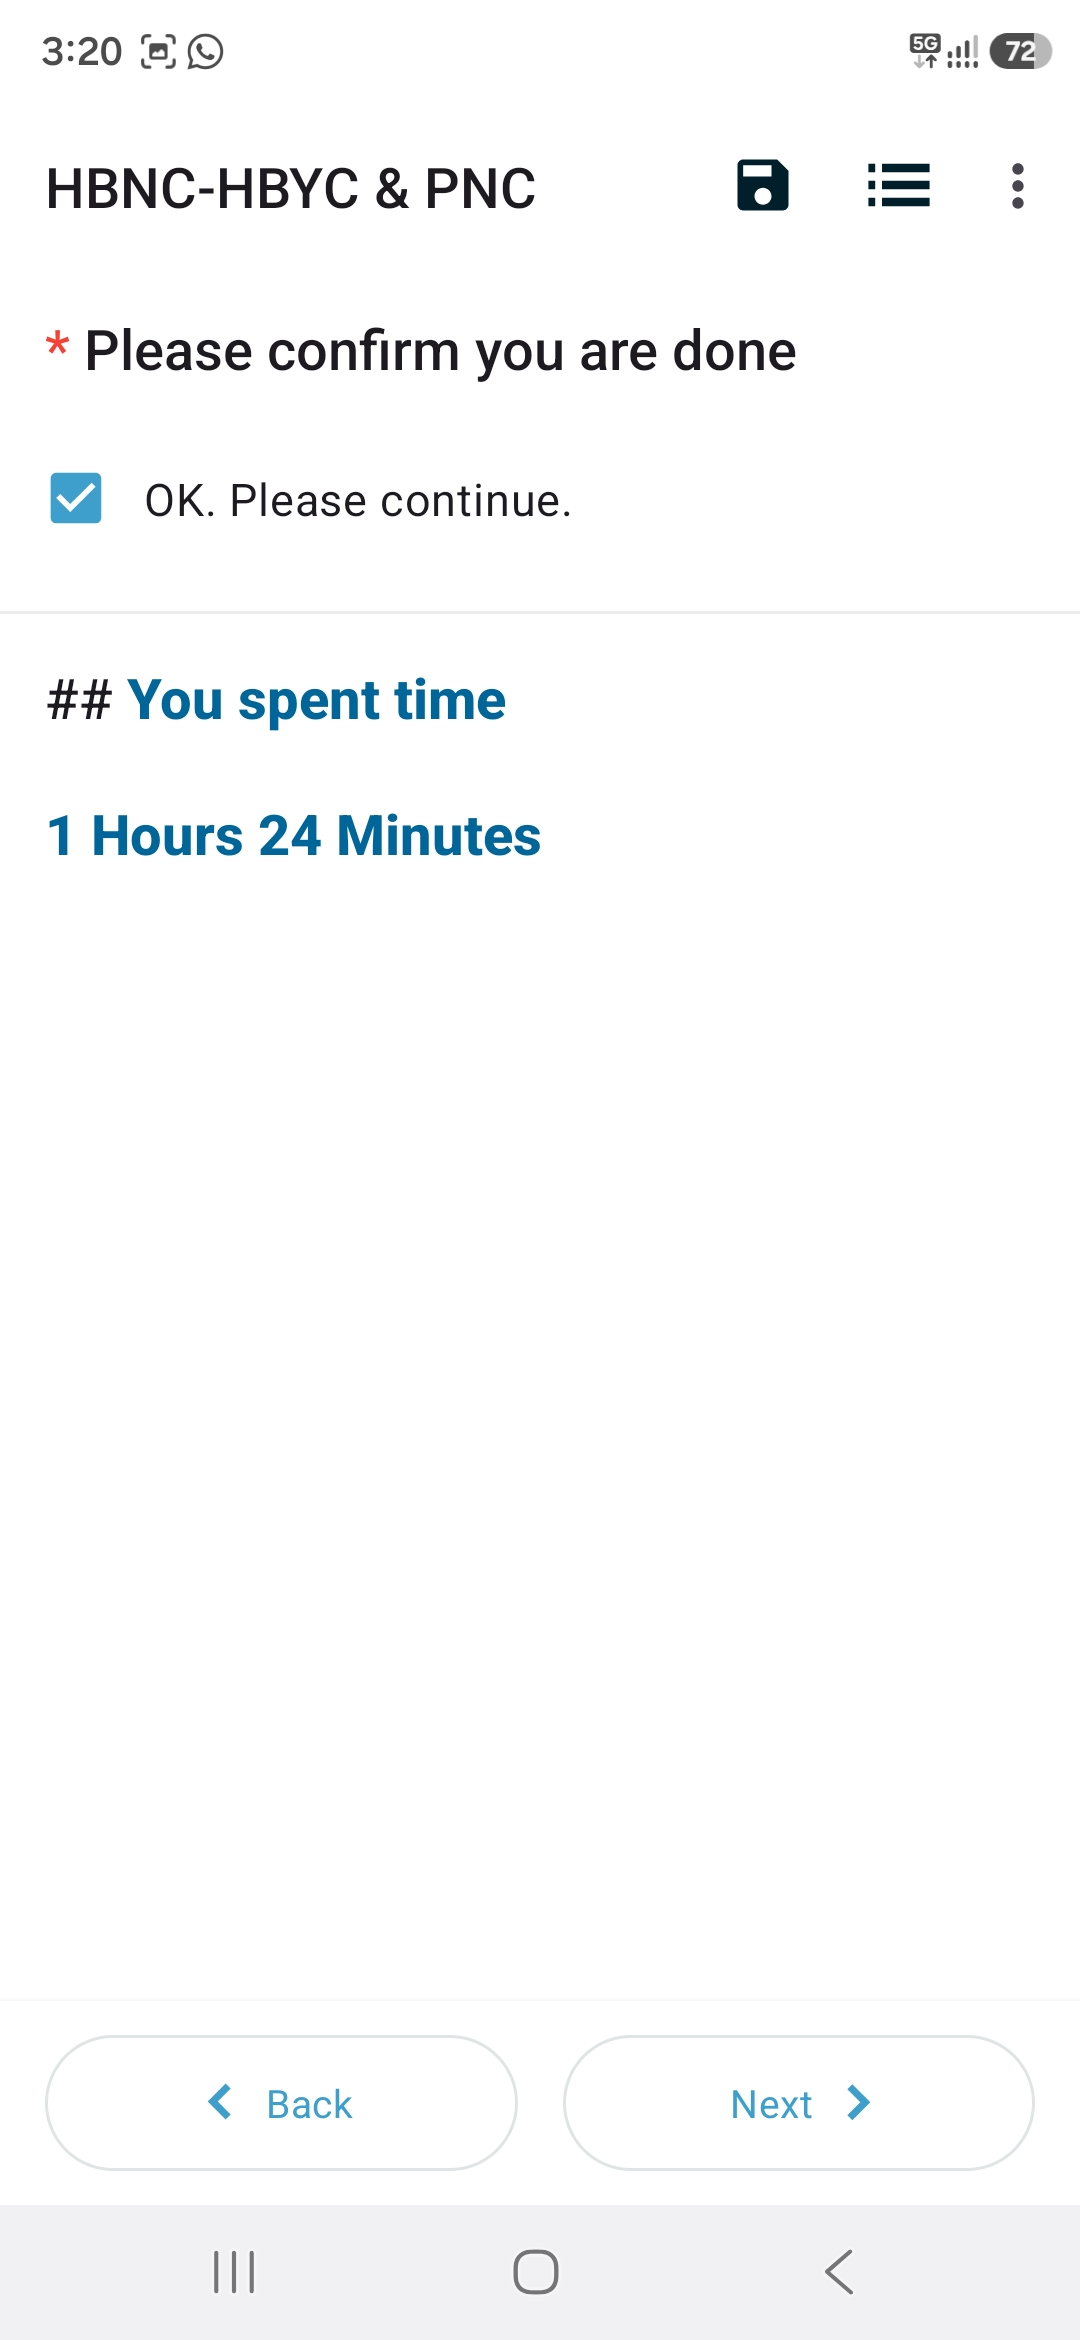 3:20 5G 72
HBNC-HBYC & PNC
* Please confirm you are done
OK. Please continue.
## You spent time
1 Hours 24 Minutes
Back Next